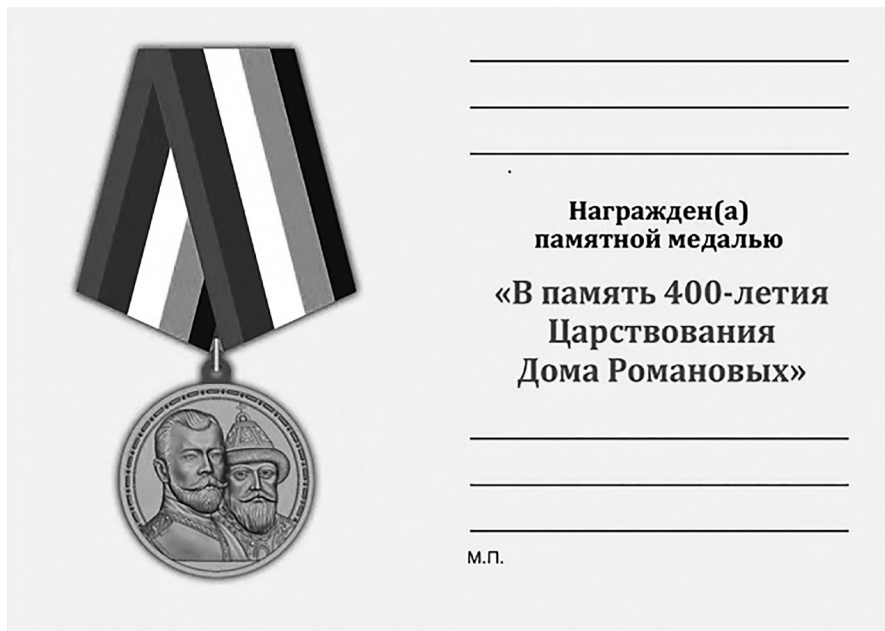 Награжден(а)
памятной медалью
«В память 400-летия
Царствования
Дома Романовых»
М.П.